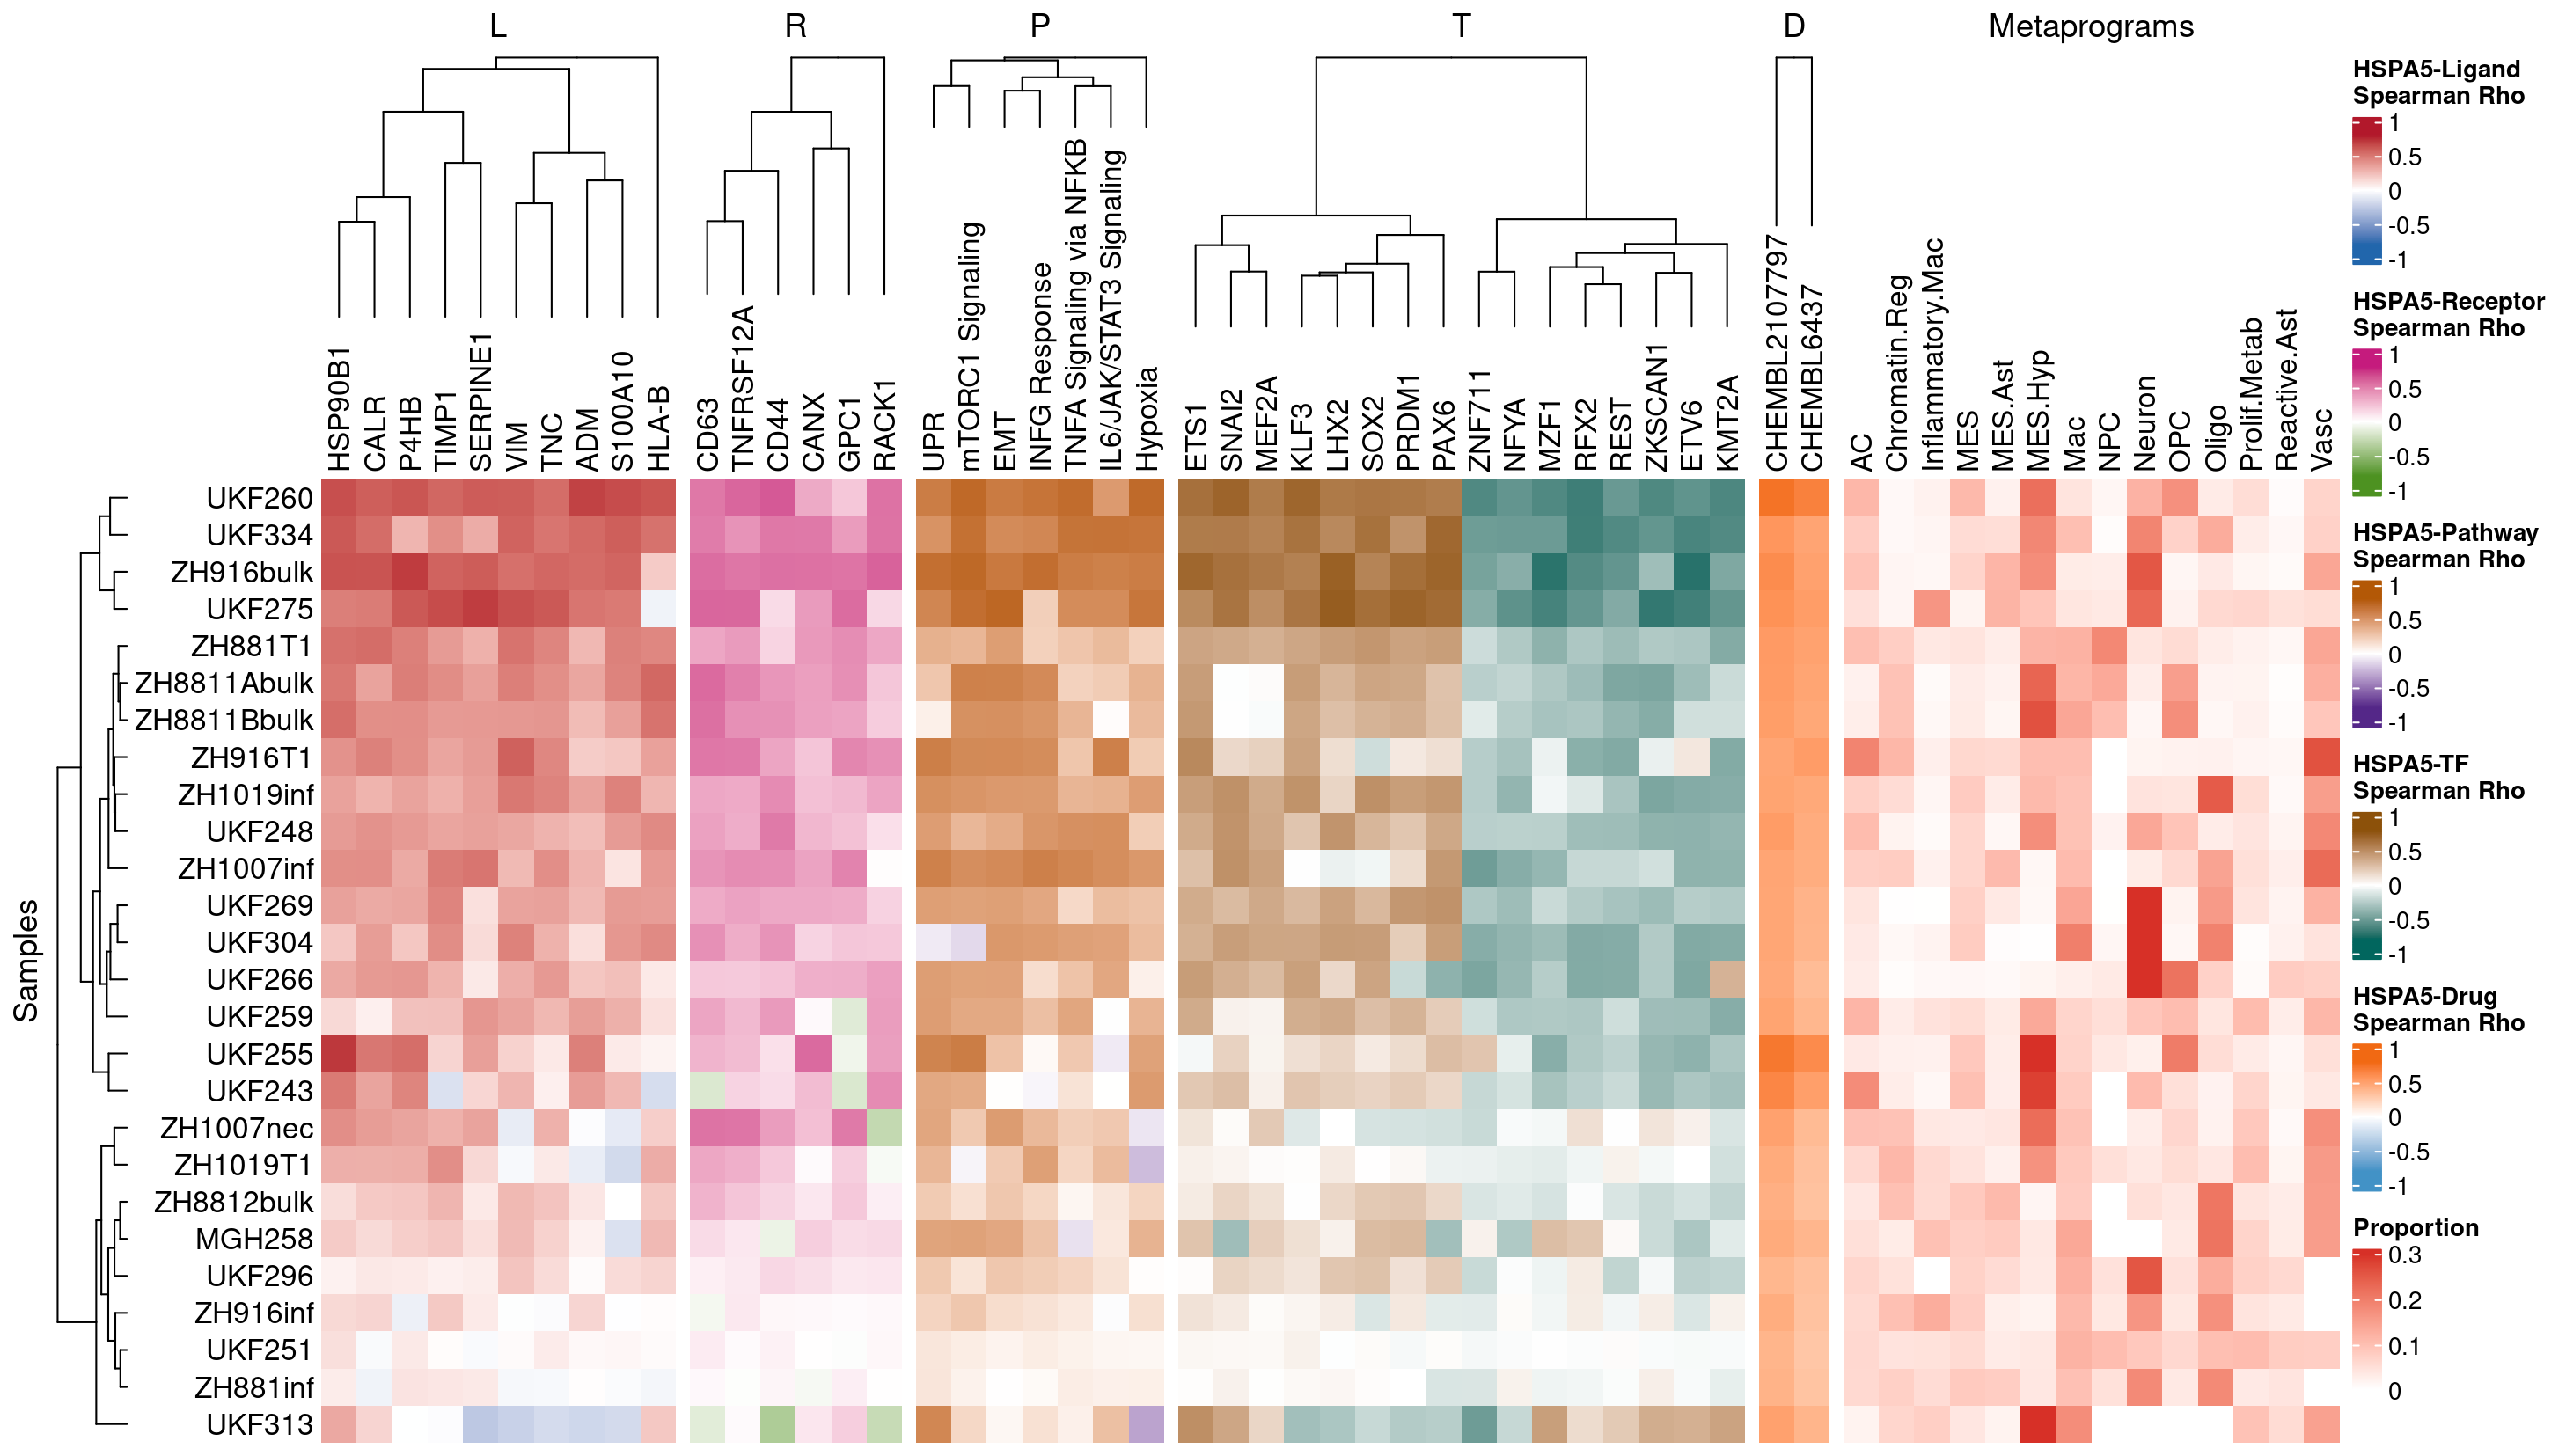 L R P T D Metaprograms
HSP90B1
CALR
P4HB
TIMP1
SERPINE1
VIM
TNC
ADM
S100A10
HLA-B
CD63
TNFRSF12A
CD44
CANX
GPC1
RACK1
UPR
mTORC1 Signaling
EMT
INFG Response
TNFA Signaling via NFKB
IL6/JAK/STAT3 Signaling
Hypoxia
ETS1
SNAI2
MEF2A
KLF3
LHX2
SOX2
PRDM1
PAX6
ZNF711
NFYA
MZF1
RFX2
REST
ZKSCAN1
ETV6
KMT2A
CHEMBL2107797
CHEMBL6437
AC
Chromatin.Reg
Inflammatory.Mac
MES
MES.Ast
MES.Hyp
Mac
NPC
Neuron
OPC
Oligo
Prolif.Metab
Reactive.Ast
Vasc
Samples
UKF260
UKF334
ZH916bulk
UKF275
ZH881T1
ZH8811Abulk
ZH8811Bbulk
ZH916T1
ZH1019inf
UKF248
ZH1007inf
UKF269
UKF304
UKF266
UKF259
UKF255
UKF243
ZH1007nec
ZH1019T1
ZH8812bulk
MGH258
UKF296
ZH916inf
UKF251
ZH881inf
UKF313
HSPA5-Ligand
Spearman Rho
1
0.5
0
-0.5
-1
HSPA5-Receptor
Spearman Rho
1
0.5
0
-0.5
-1
HSPA5-Pathway
Spearman Rho
1
0.5
0
-0.5
-1
HSPA5-TF
Spearman Rho
1
0.5
0
-0.5
-1
HSPA5-Drug
Spearman Rho
1
0.5
0
-0.5
-1
Proportion
0.3
0.2
0.1
0